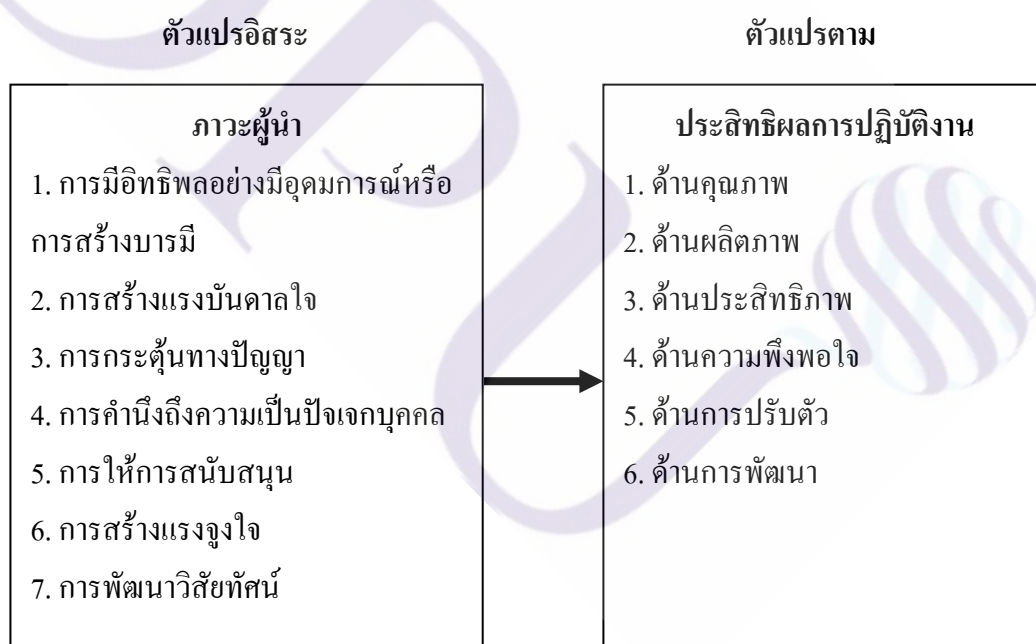 ตัวแปรอิสระ
ตัวแปรตาม
ภาวะผู้นำ
1. การมีอิทธิพลอย่างมีอุดมการณ์หรือ
การสร้างบารมี
2. การสร้างแรงบันดาลใจ
3. การกระตุ้นทางปัญญา
4. การคำนึงถึงความเป็นปัจเจกบุคคล
5. การให้การสนับสนุน
6. การสร้างแรงจูงใจ
7. การพัฒนาวิสัยทัศน์
ประสิทธิผลการปฏิบัติงาน
1. ด้านคุณภาพ
2. ด้านผลิตภาพ
3. ด้านประสิทธิภาพ
4. ด้านความพึงพอใจ
5. ด้านการปรับตัว
6. ด้านการพัฒนา